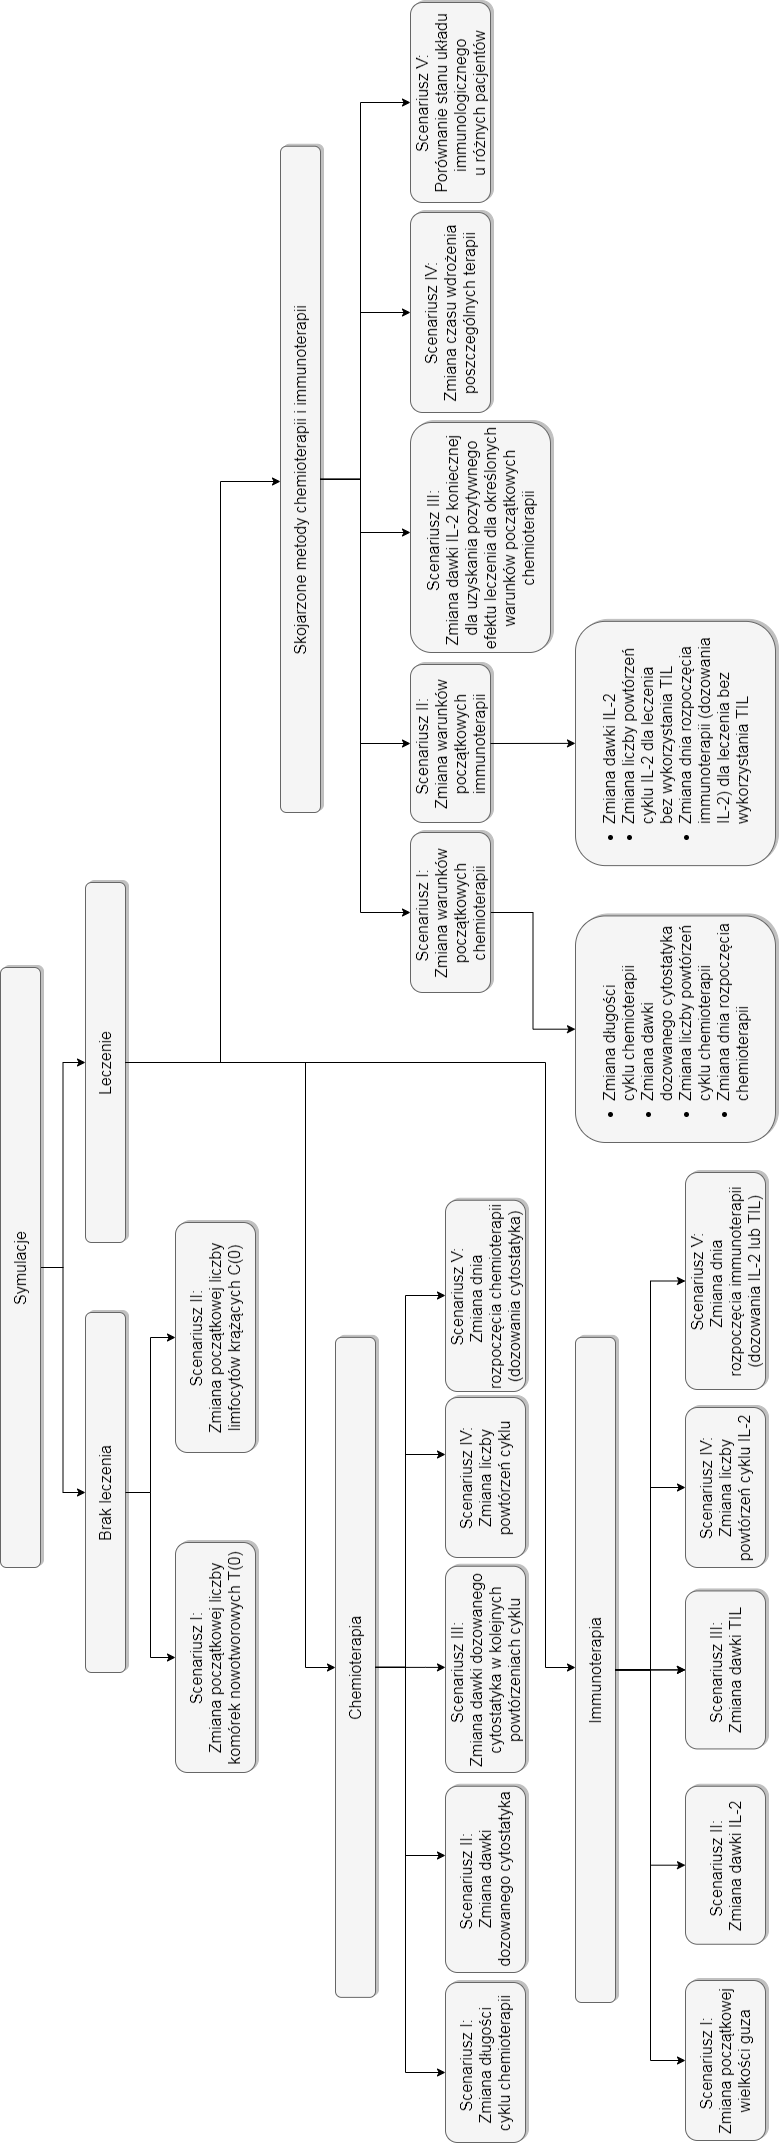 Symulacje
Brak leczenia
Leczenie
Scenariusz I:
Zmiana początkowej liczby
komórek nowotworowych T(0)
Scenariusz II:
Zmiana początkowej liczby
limfocytów krążących C(0)
Skojarzone metody chemioterapii i immunoterapii
Scenariusz I:
Zmiana warunków
początkowych
chemioterapii
Scenariusz II:
Zmiana warunków
początkowych
immunoterapii
Scenariusz III:
Zmiana dawki IL-2 koniecznej
dla uzyskania pozytywnego
efektu leczenia dla określonych
warunków początkowych
chemioterapii
Scenariusz IV:
Zmiana czasu wdrożenia
poszczególnych terapii
Scenariusz V:
Porównanie stanu układu
immunologicznego
u różnych pacjentów
• Zmiana długości
cyklu chemioterapii
• Zmiana dawki
dozowanego cytostatyka
• Zmiana liczby powtórzeń
cyklu chemioterapii
• Zmiana dnia rozpoczęcia
chemioterapii
• Zmiana dawki IL-2
• Zmiana liczby powtórzeń
cyklu IL-2 dla leczenia
bez wykorzystania TIL
• Zmiana dnia rozpoczęcia
immunoterapii (dozowania
IL-2) dla leczenia bez
wykorzystania TIL
Chemioterapia
Scenariusz I:
Zmiana długości
cyklu chemioterapii
Scenariusz II:
Zmiana dawki
dozowanego cytostatyka
Scenariusz III:
Zmiana dawki dozowanego
cytostatyka w kolejnych
powtórzeniach cyklu
Scenariusz IV:
Zmiana liczby
powtórzeń cyklu
Scenariusz V:
Zmiana dnia
rozpoczęcia chemioterapii
(dozowania cytostatyka)
Immunoterapia
Scenariusz I:
Zmiana początkowej
wielkości guza
Scenariusz II:
Zmiana dawki IL-2
Scenariusz III:
Zmiana dawki TIL
Scenariusz IV:
Zmiana liczby
powtórzeń cyklu IL-2
Scenariusz V:
Zmiana dnia
rozpoczęcia immunoterapii
(dozowania IL-2 lub TIL)